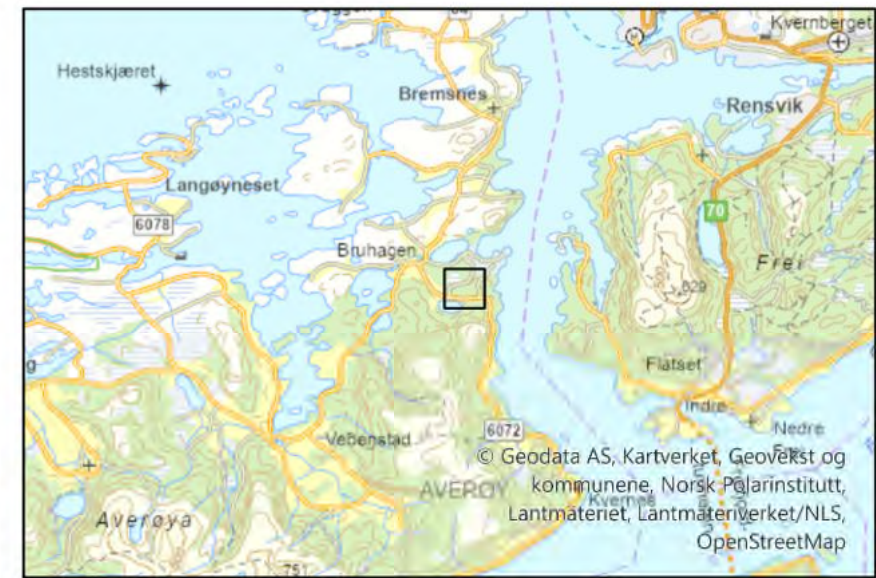 Kvernberget
Hestskjæret
Bremsnes
Rensvik
Langøyneset
6078
70
Bruhagen
Frei
629
Flatset
Indre
Nedre
6072
Vebenstad
© Geodata AS, Kartverket, Geovekst og
AVERØY
kommunene, Norsk Polarinstitutt,
Kvernes
Lantmäteriet, Lantmäteriverket/NLS,
Averøya
OpenStreetMap
751